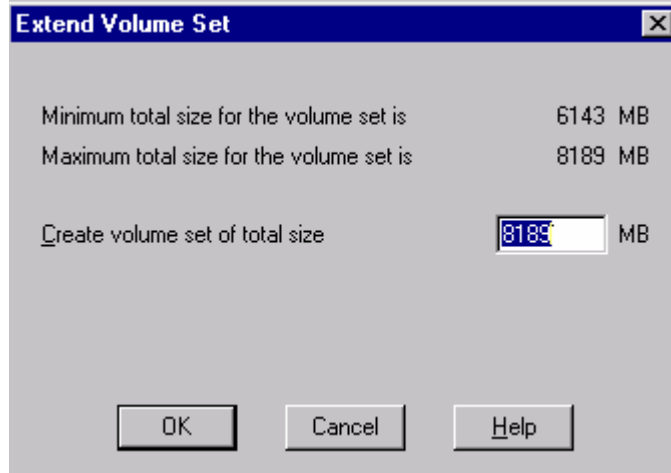 Extend Volume Set
Minimum total size for the volume set is 6143 MB
Maximum total size for the volume set is 8189 MB
Create volume set of total size 8189 MB
OK Cancel Help